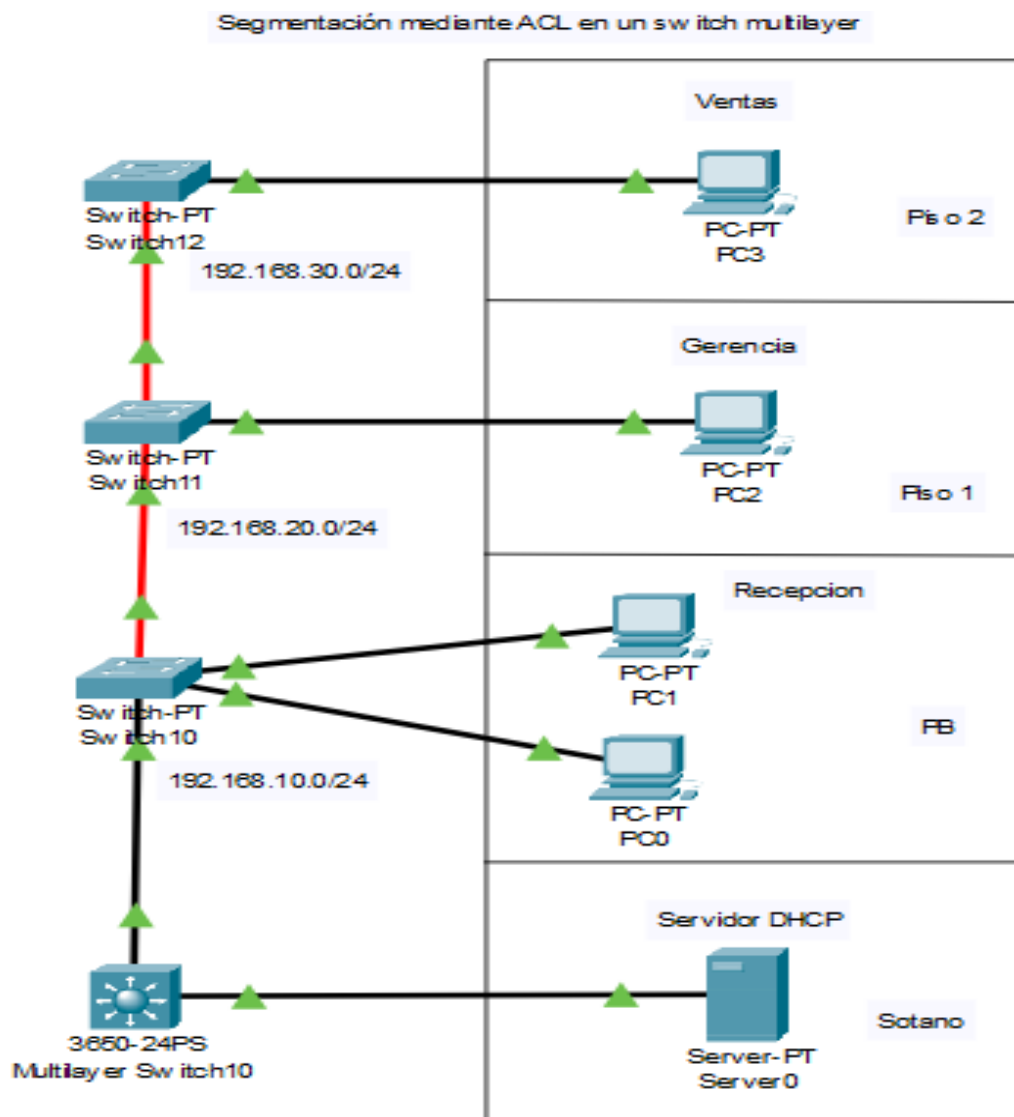 Segmentación mediante ACL en un switch multilayer
Ventas
Switch-PT
Switch12
PC-PT
PC3
Piso 2
192.168.30.0/24
Gerencia
Switch-PT
Switch11
PC-PT
PC2
Piso 1
192.168.20.0/24
Recepcion
PC-PT
PC1
Switch-PT
Switch10
PB
192.168.10.0/24
PC-PT
PC0
Servidor DHCP
Sotano
3650-24PS
Multilayer Switch10
Server-PT
Server0